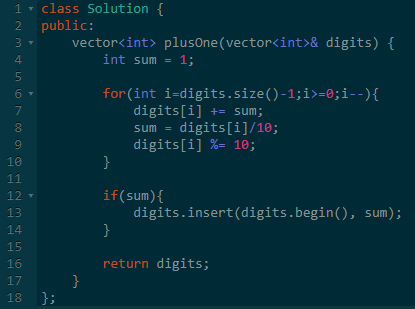 1 class Solution {
2 public:
3     vector<int> plusOne(vector<int>& digits) {
4         int sum = 1;
5
6         for(int i=digits.size()-1;i>=0;i--){
7             digits[i] += sum;
8             sum = digits[i]/10;
9             digits[i] %= 10;
10         }
11
12         if(sum){
13             digits.insert(digits.begin(), sum);
14         }
15
16         return digits;
17     }
18 };